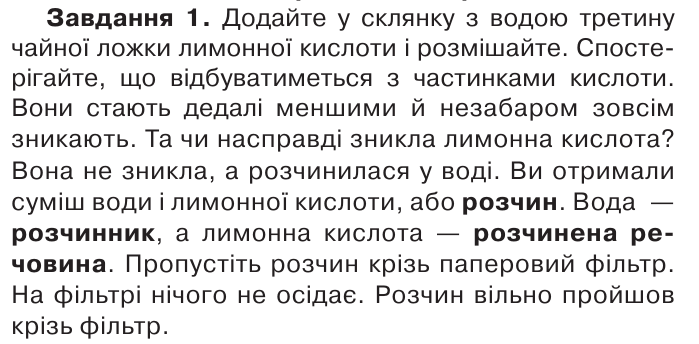 Завдання 1. Додайте у склянку з водою третину
чайної ложки лимонної кислоти і розмішайте. Спосте-
рігайте, що відбуватиметься з частинками кислоти.
Вони стають дедалі меншими й незабаром зовсім
зникають. Та чи насправді зникла лимонна кислота?
Вона не зникла, а розчинилася у воді. Ви отримали
суміш води і лимонної кислоти, або розчин. Вода —
розчинник, а лимонна кислота — розчинена ре-
човина. Пропустіть розчин крізь паперовий фільтр.
На фільтрі нічого не осідає. Розчин вільно пройшов
крізь фільтр.